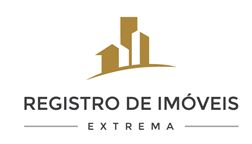 REGISTRO DE IMÓVEIS
EXTREMA